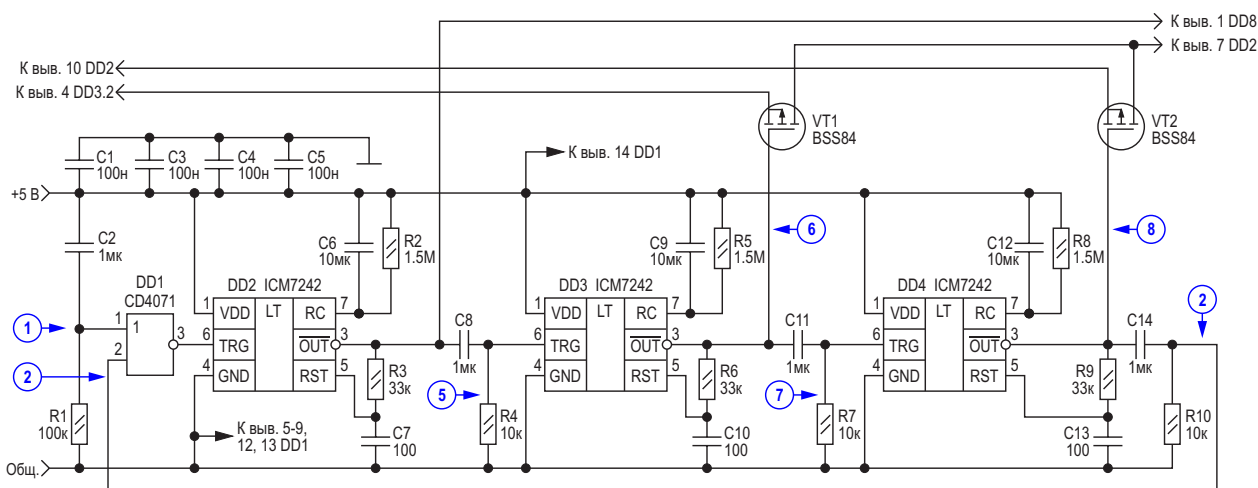 К выв. 1 DD8
К выв. 7 DD2
К выв. 10 DD2
К выв. 4 DD3.2
VT1
BSS84
VT2
BSS84
C1
100н
C3
100н
C4
100н
C5
100н
К выв. 14 DD1
+5 В
C2
1мк
C6
10мк
R2
1.5M
C9
10мк
R5
1.5M
6
C12
10мк
R8
1.5M
8
DD1
CD4071
DD2 ICM7242
DD3 ICM7242
DD4 ICM7242
2
1
1
1
2
3
2
1
VDD
LT
RC
7
6
TRG
OUT
3
4
GND
RST
5
C8
1мк
1
VDD
LT
RC
7
6
TRG
OUT
3
4
GND
RST
5
C11
1мк
1
VDD
LT
RC
7
6
TRG
OUT
3
4
GND
RST
5
C14
1мк
R3
33к
5
R6
33к
7
R9
33к
R1
100к
К выв. 5-9,
12, 13 DD1
C7
100
R4
10к
C10
100
R7
10к
C13
100
R10
10к
Общ.